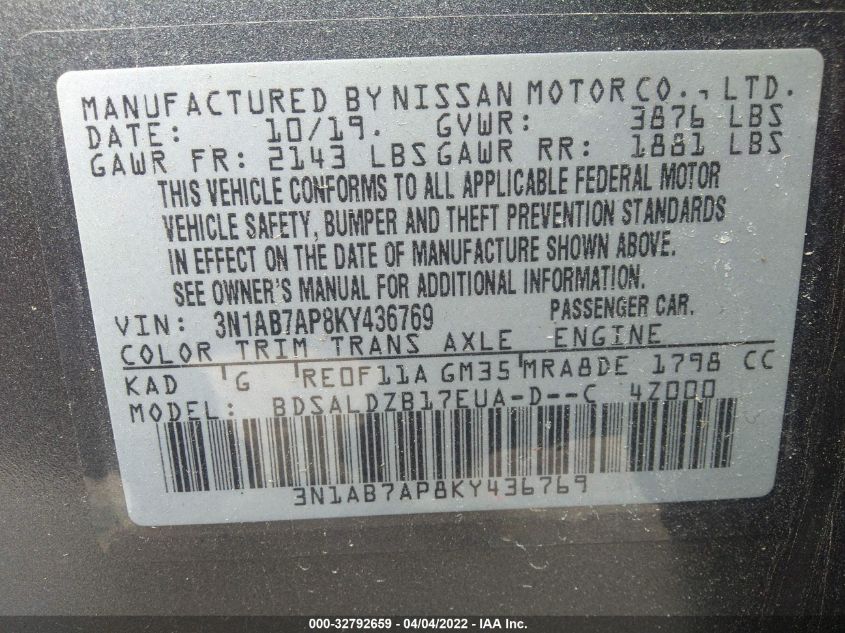 MANUFACTURED BY NISSAN MOTOR CO., LTD.
DATE: 10/19. GVWR: 3876 LBS
GAWR FR: 2143 LBS GAWR RR: 1881 LBS
THIS VEHICLE CONFORMS TO ALL APPLICABLE FEDERAL MOTOR
VEHICLE SAFETY, BUMPER AND THEFT PREVENTION STANDARDS
IN EFFECT ON THE DATE OF MANUFACTURE SHOWN ABOVE.
SEE OWNER'S MANUAL FOR ADDITIONAL INFORMATION.
VIN: 3N1AB7AP8KY436769 PASSENGER CAR.
COLOR TRIM TRANS AXLE ENGINE
KAD G RE0F11A GM35 MRA8DE 1798 CC
MODEL: BDSALDZB17EUA-D--C 4Z000
3N1AB7AP8KY436769
000-32792659 - 04/04/2022 - IAA Inc.